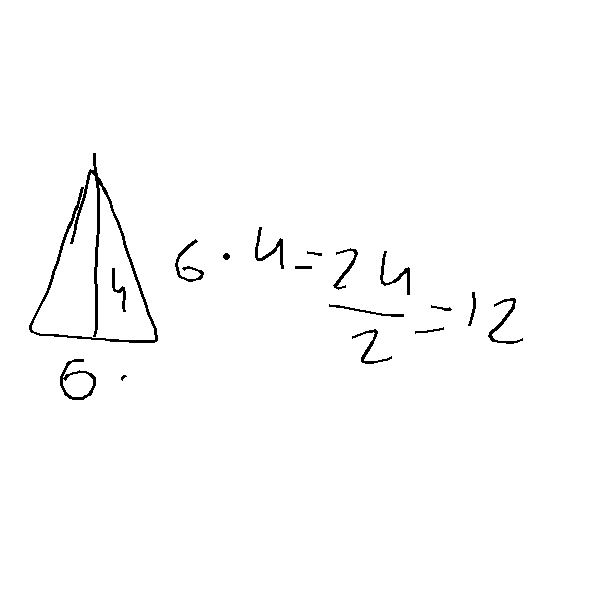 4
6 · 4 = 24/2 = 12
6 .